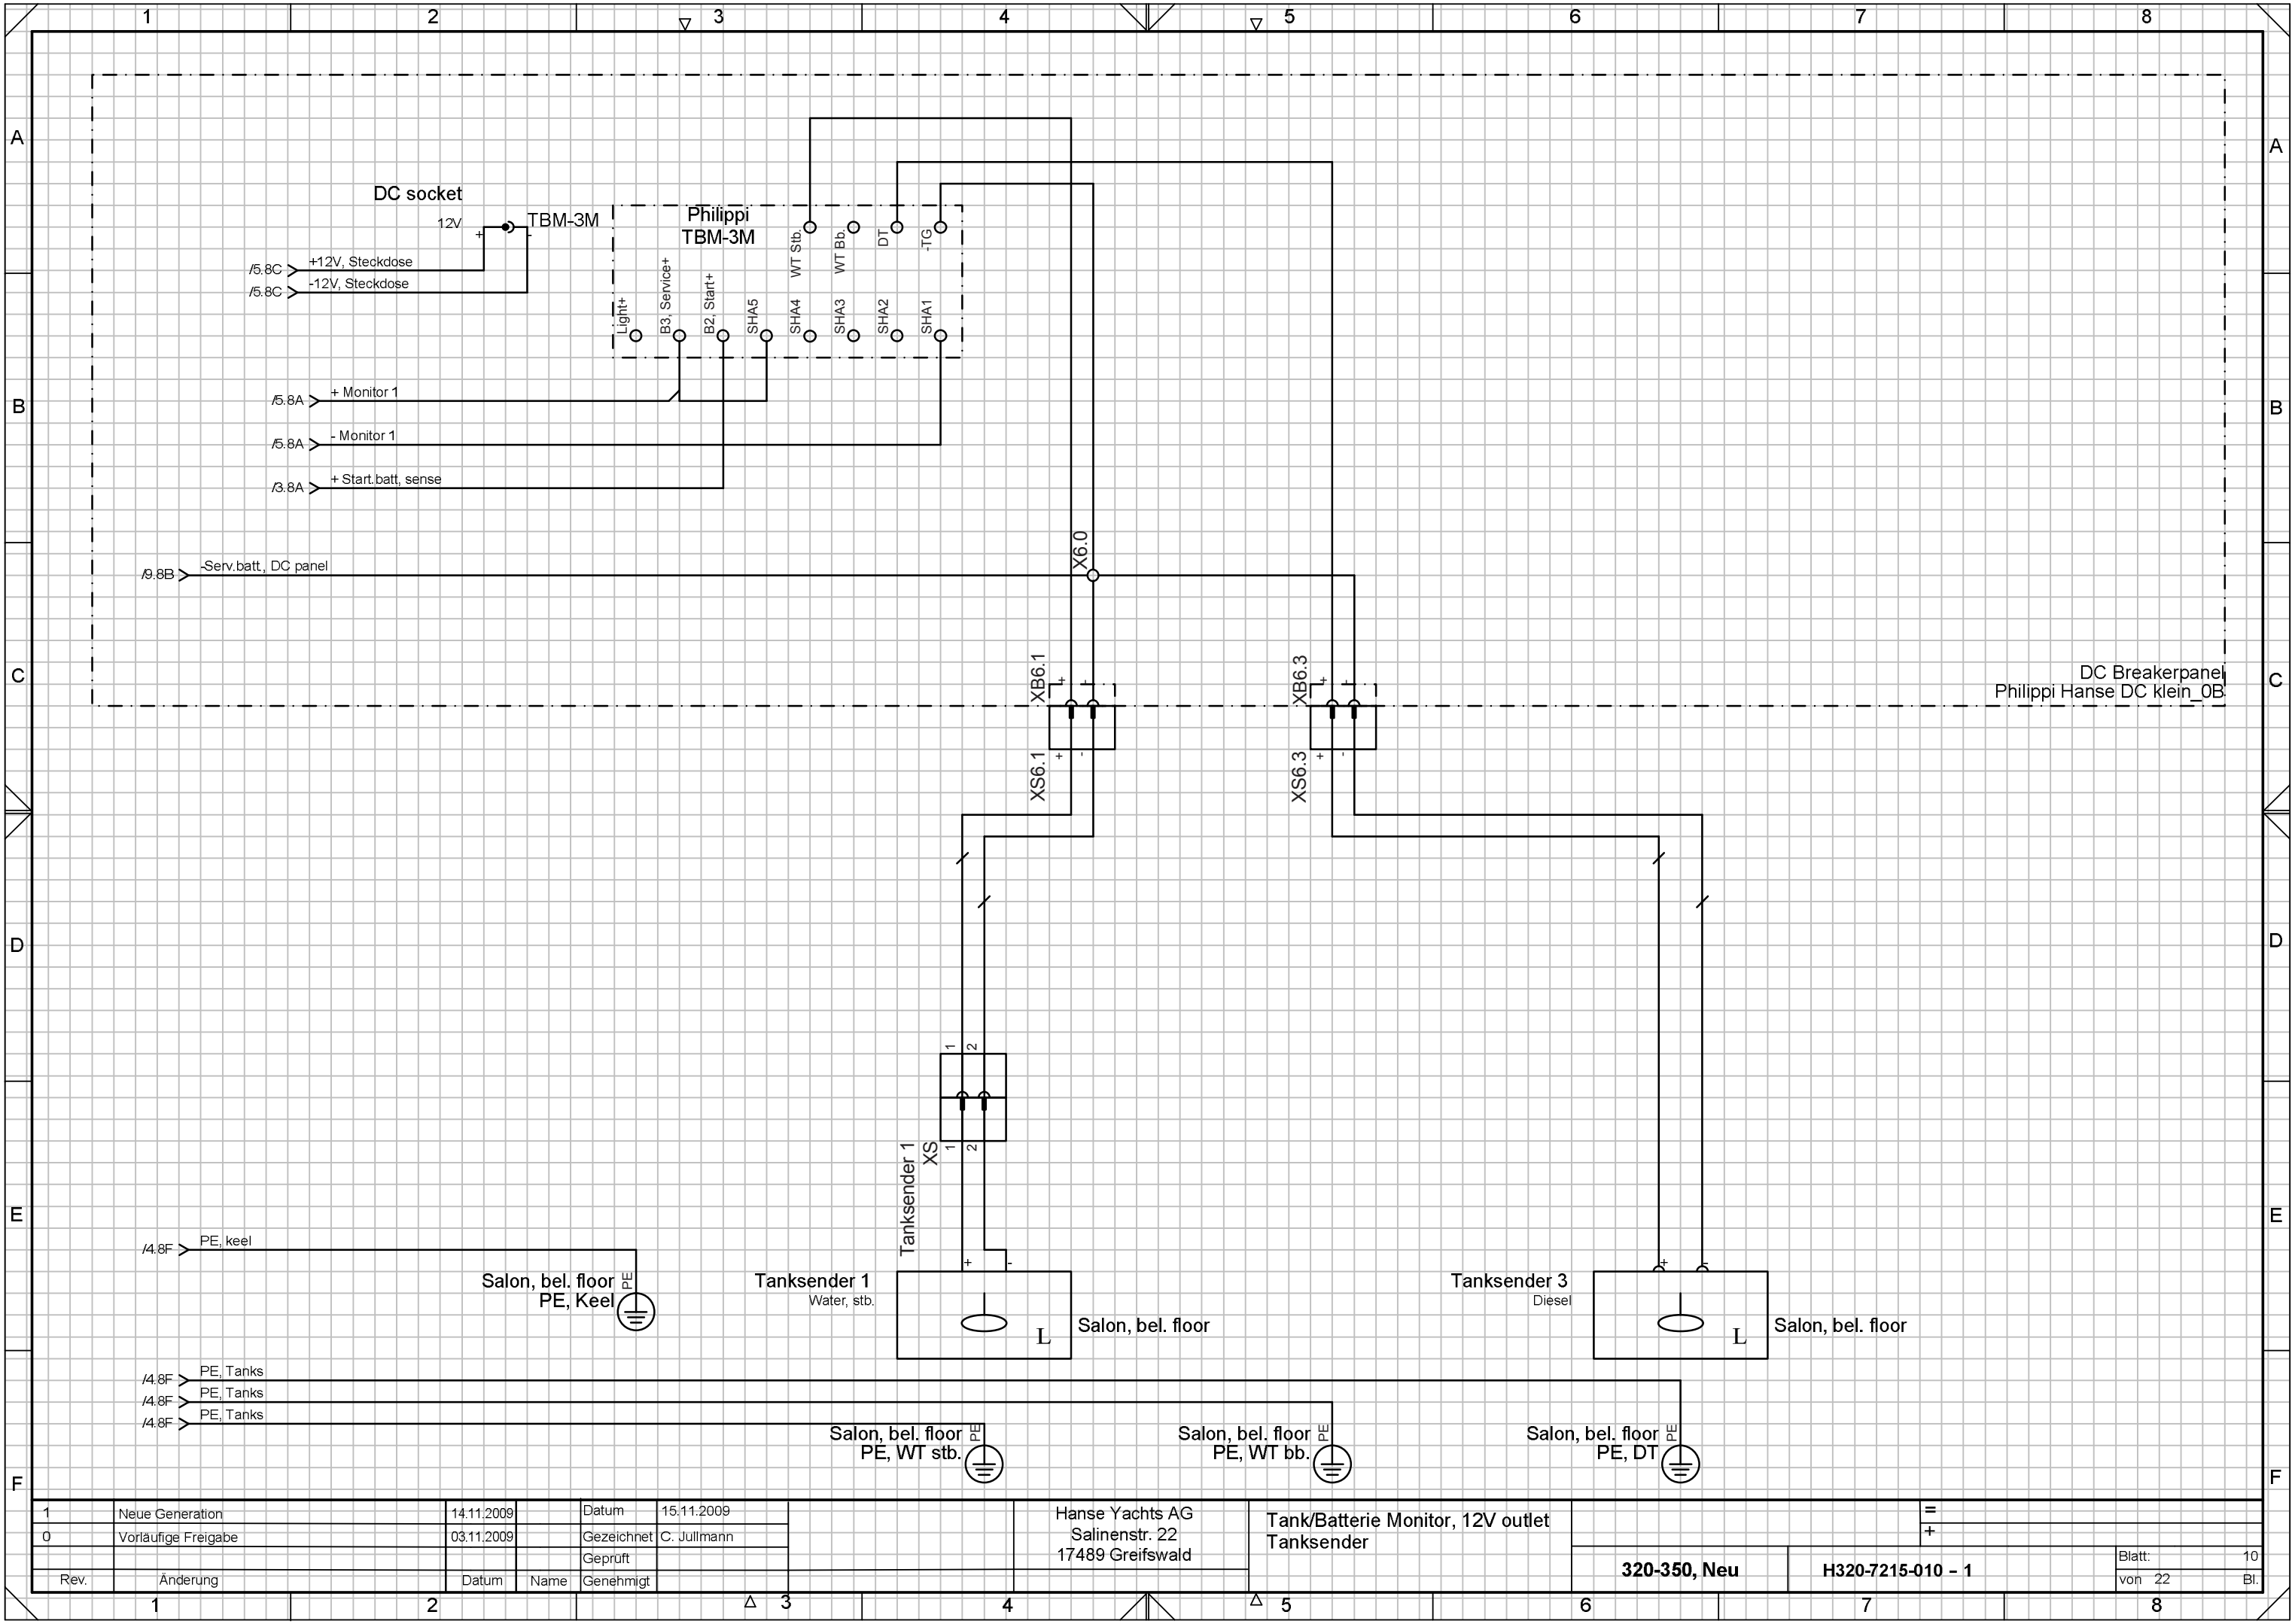 1 2 3 4 5 6 7 8
A A
B B
C C
D D
E E
F F
DC socket
12V
+ -
TBM-3M
/5.8C +12V, Steckdose
/5.8C -12V, Steckdose
Philippi
TBM-3M
WT Stb.
WT Bb.
DT
-TG
Light+
B3, Service+
B2, Start+
SHA5
SHA4
SHA3
SHA2
SHA1
/5.8A + Monitor 1
/5.8A - Monitor 1
/3.8A + Start.batt, sense
X6.0
/9.8B -Serv.batt., DC panel
XB6.1 + -
XB6.3 + -
DC Breakerpanel
Philippi Hanse DC klein_0B
XS6.1 + -
XS6.3 + -
1 2
XS 1 2
Tanksender 1
/4.8F PE, keel
Salon, bel. floor PE
PE, Keel
Tanksender 1
Water, stb.
+ -
L
Salon, bel. floor
Tanksender 3
Diesel
+ -
L
Salon, bel. floor
/4.8F PE, Tanks
/4.8F PE, Tanks
/4.8F PE, Tanks
Salon, bel. floor PE
PE, WT stb.
Salon, bel. floor PE
PE, WT bb.
Salon, bel. floor PE
PE, DT
1 Neue Generation 14.11.2009
0 Vorläufige Freigabe 03.11.2009
Rev. Änderung Datum Name
Datum 15.11.2009
Gezeichnet C. Jullmann
Geprüft
Genehmigt
Hanse Yachts AG
Salinenstr. 22
17489 Greifswald
Tank/Batterie Monitor, 12V outlet
Tanksender
320-350, Neu
=
+
H320-7215-010 - 1
Blatt: 10
von 22 Bl.
1 2 3 4 5 6 7 8